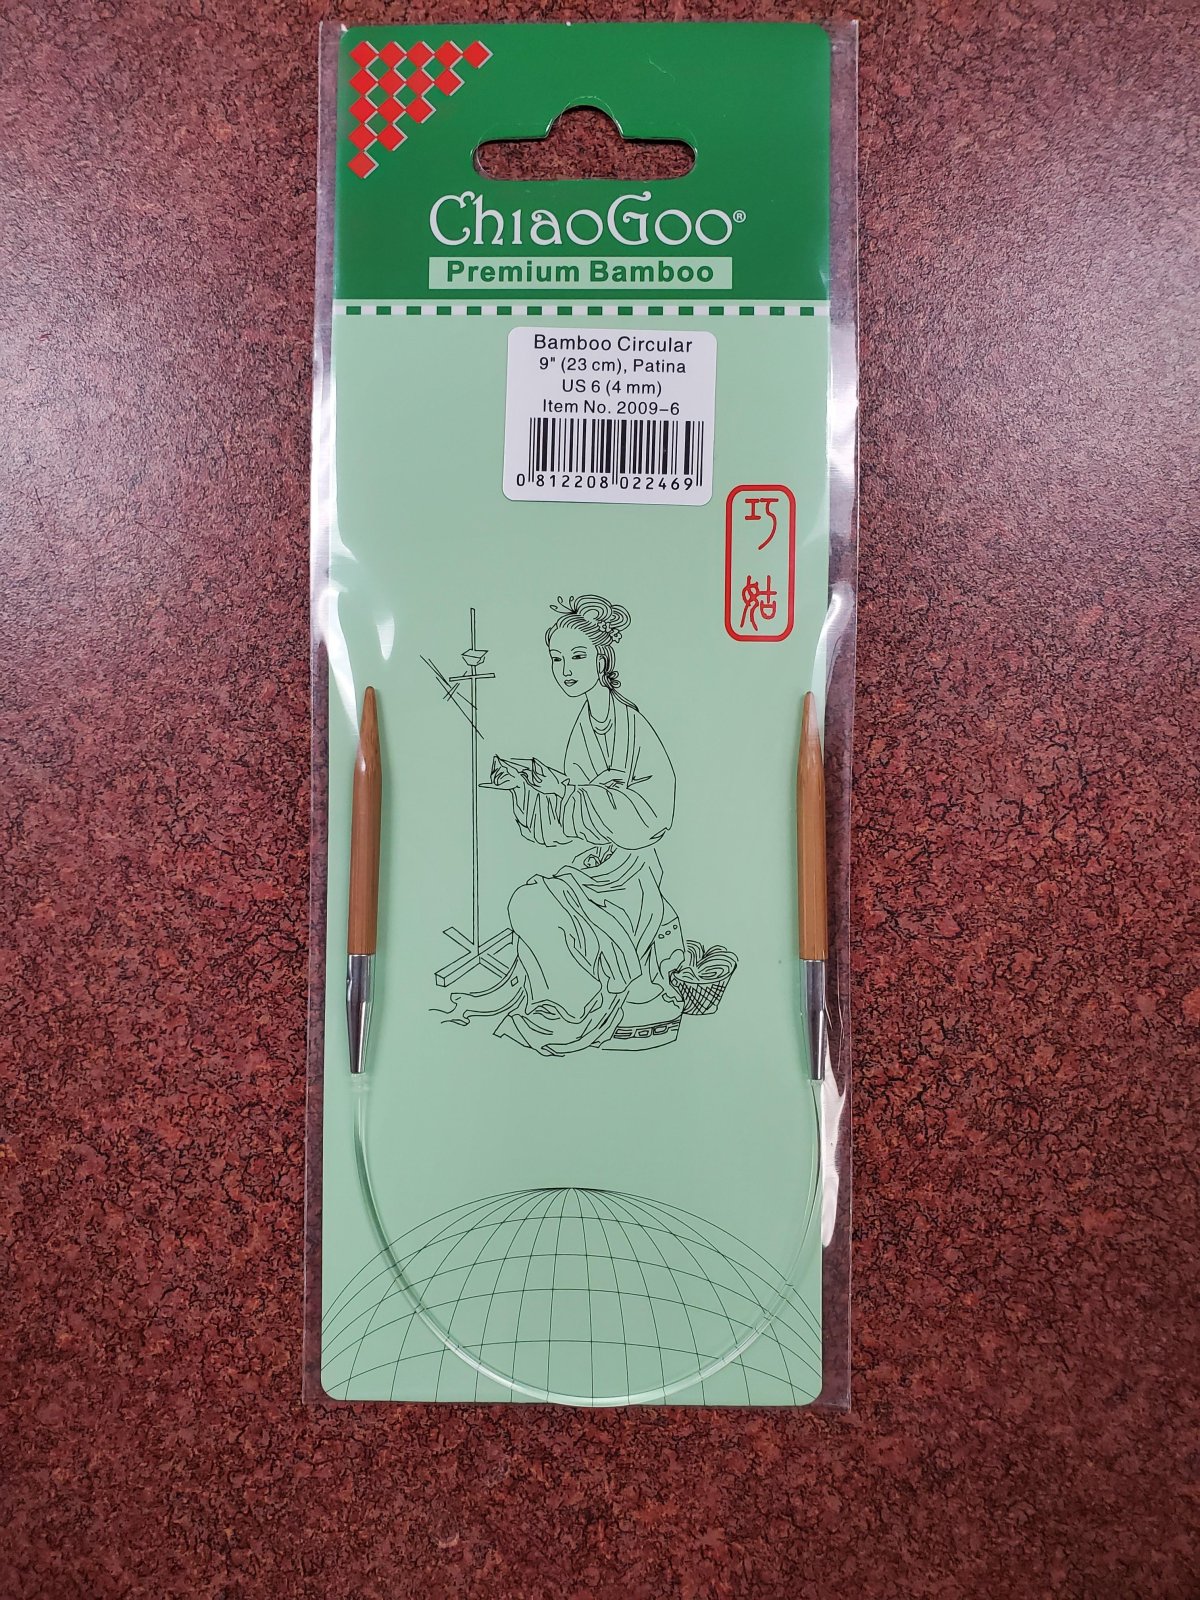 ChiaoGoo®
Premium Bamboo
Bamboo Circular
9" (23 cm), Patina
US 6 (4 mm)
Item No. 2009-6
0 812208 022469
巧
姑